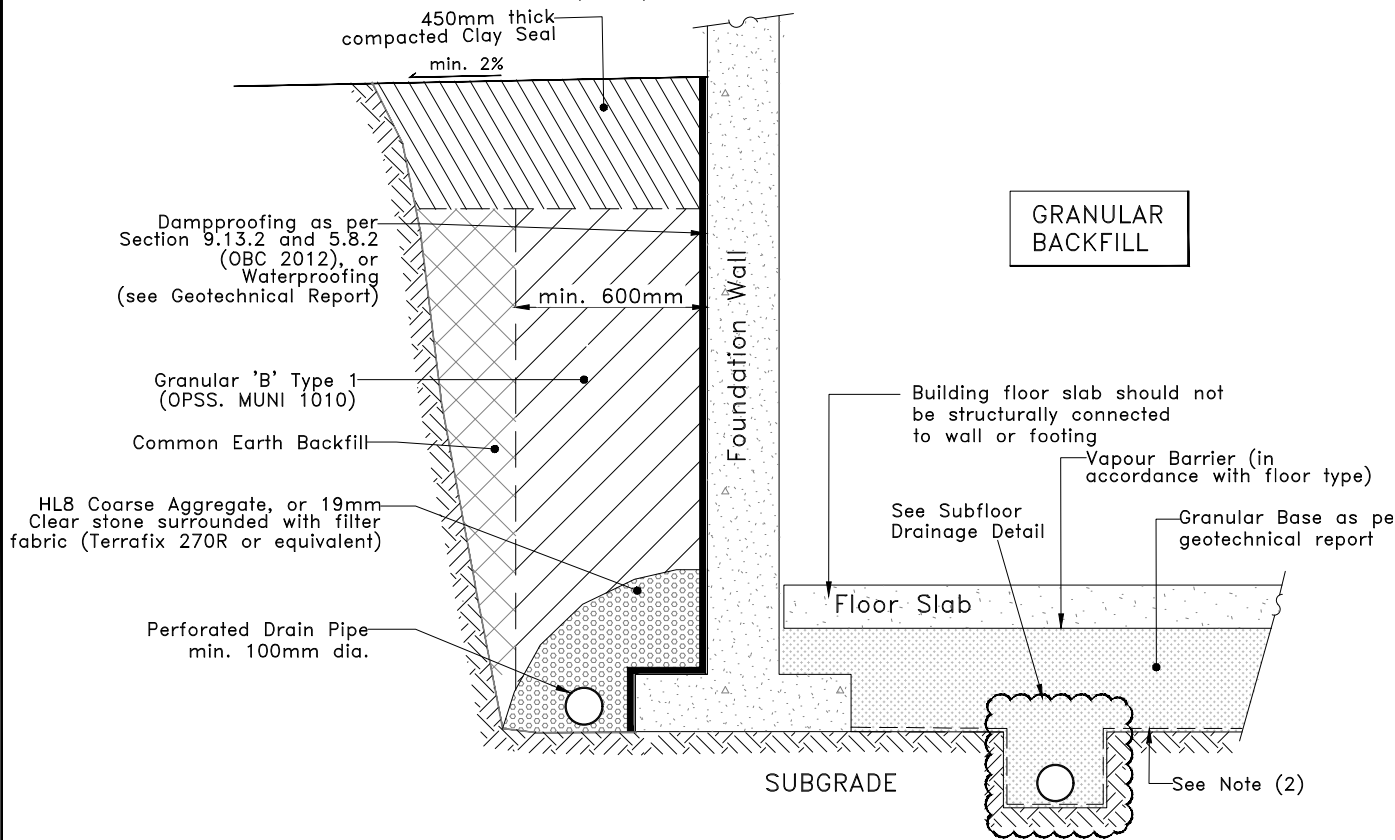 450mm thick
compacted Clay Seal
min. 2%
Dampproofing as per
Section 9.13.2 and 5.8.2
(OBC 2012), or
Waterproofing
(see Geotechnical Report)
min. 600mm
Granular 'B' Type 1
(OPSS. MUNI 1010)
Common Earth Backfill
HL8 Coarse Aggregate, or 19mm
Clear stone surrounded with filter
fabric (Terrafix 270R or equivalent)
Perforated Drain Pipe
min. 100mm dia.
Foundation Wall
GRANULAR
BACKFILL
Building floor slab should not
be structurally connected
to wall or footing
Vapour Barrier (in
accordance with floor type)
See Subfloor
Drainage Detail
Granular Base as pe
geotechnical report
Floor Slab
SUBGRADE
See Note (2)